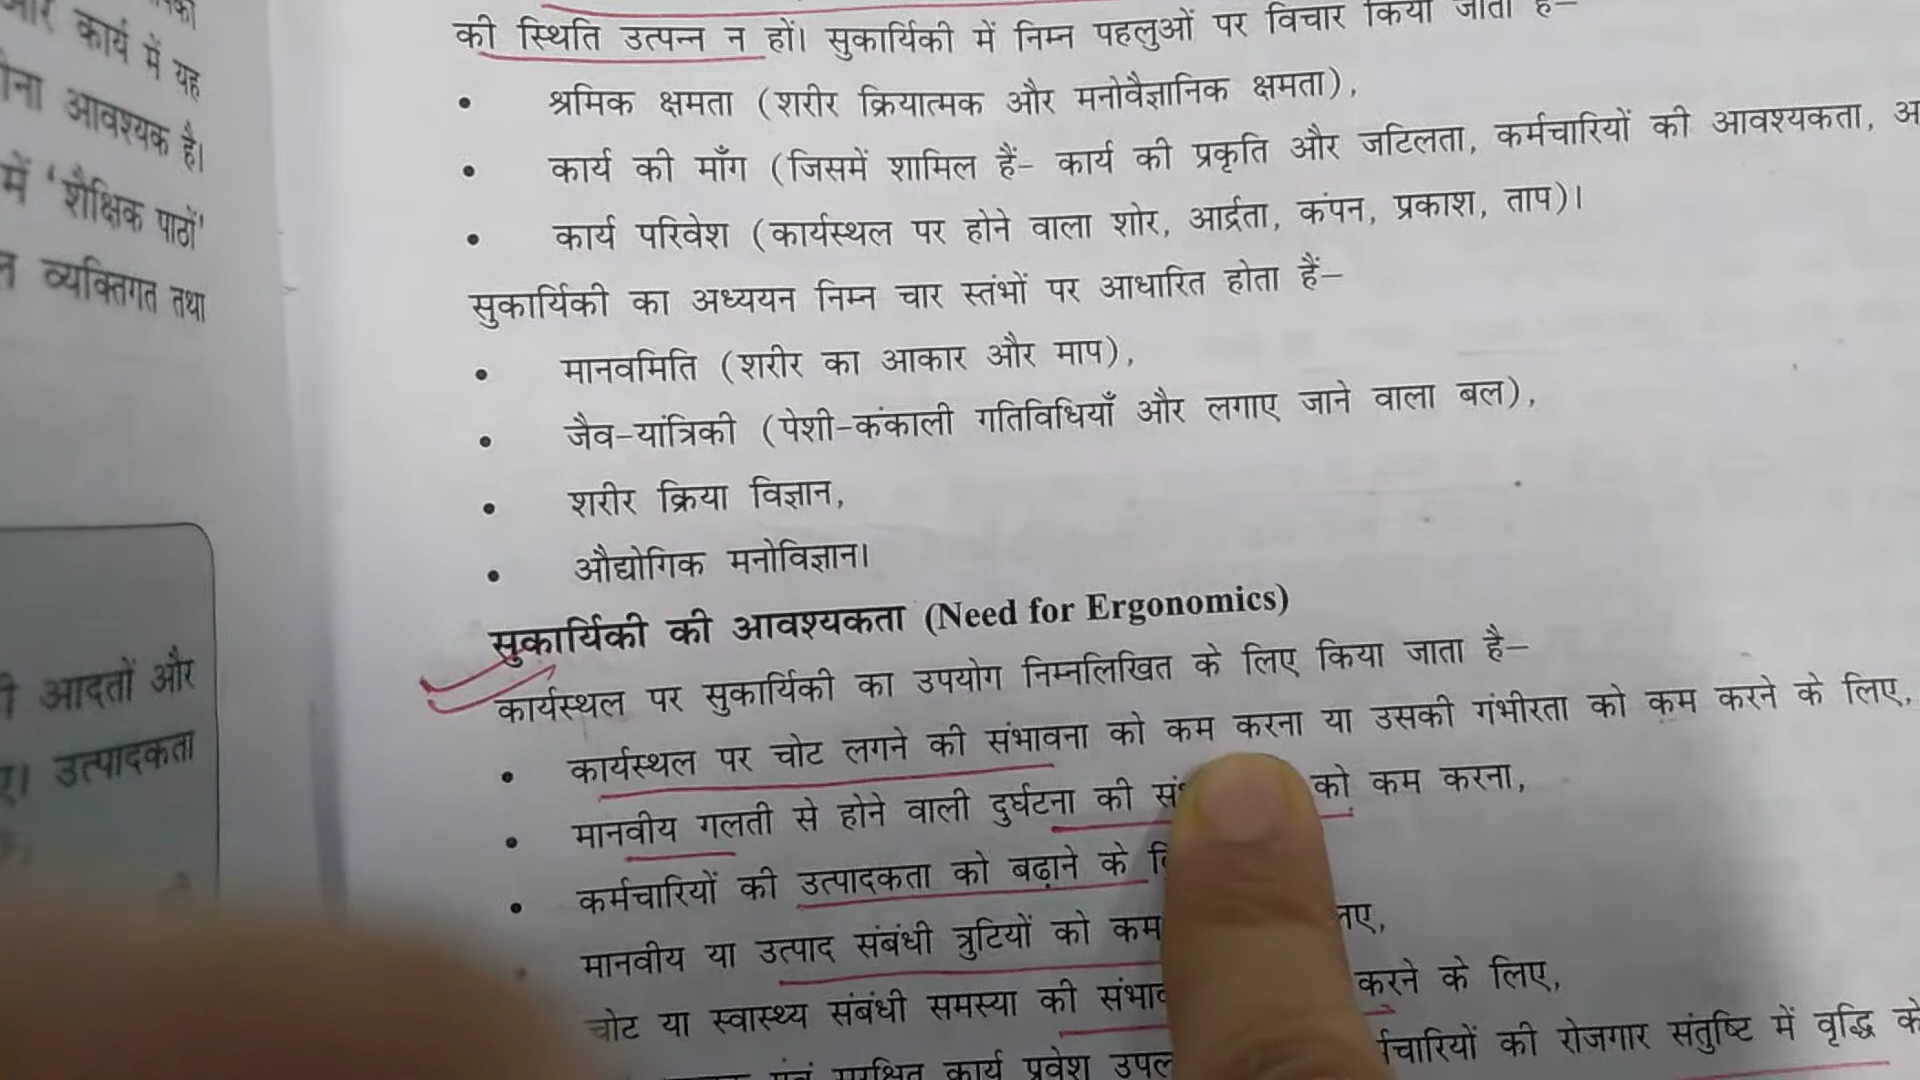 कार्य में यह
आवश्यक है।
में 'शैक्षिक पाठों'
व्यक्तिगत तथा
आदतों और
उत्पादकता
की स्थिति उत्पन्न न हों। सुकार्यिकी में निम्न पहलुओं पर विचार किया जाता है–
• श्रमिक क्षमता (शरीर क्रियात्मक और मनोवैज्ञानिक क्षमता),
• कार्य की माँग (जिसमें शामिल हैं– कार्य की प्रकृति और जटिलता, कर्मचारियों की आवश्यकता,
• कार्य परिवेश (कार्यस्थल पर होने वाला शोर, आर्द्रता, कंपन, प्रकाश, ताप)।
सुकार्यिकी का अध्ययन निम्न चार स्तंभों पर आधारित होता हैं–
• मानवमिति (शरीर का आकार और माप),
• जैव-यांत्रिकी (पेशी-कंकाली गतिविधियाँ और लगाए जाने वाला बल),
• शरीर क्रिया विज्ञान,
• औद्योगिक मनोविज्ञान।
सुकार्यिकी की आवश्यकता (Need for Ergonomics)
कार्यस्थल पर सुकार्यिकी का उपयोग निम्नलिखित के लिए किया जाता है–
• कार्यस्थल पर चोट लगने की संभावना को कम करना या उसकी गंभीरता को कम करने के लिए,
• मानवीय गलती से होने वाली दुर्घटना की को कम करना,
• कर्मचारियों की उत्पादकता को बढ़ाने के
• मानवीय या उत्पाद संबंधी त्रुटियों को कम
चोट या स्वास्थ्य संबंधी समस्या की करने के लिए,
कार्य प्रवेश की रोजगार संतुष्टि में वृद्धि के